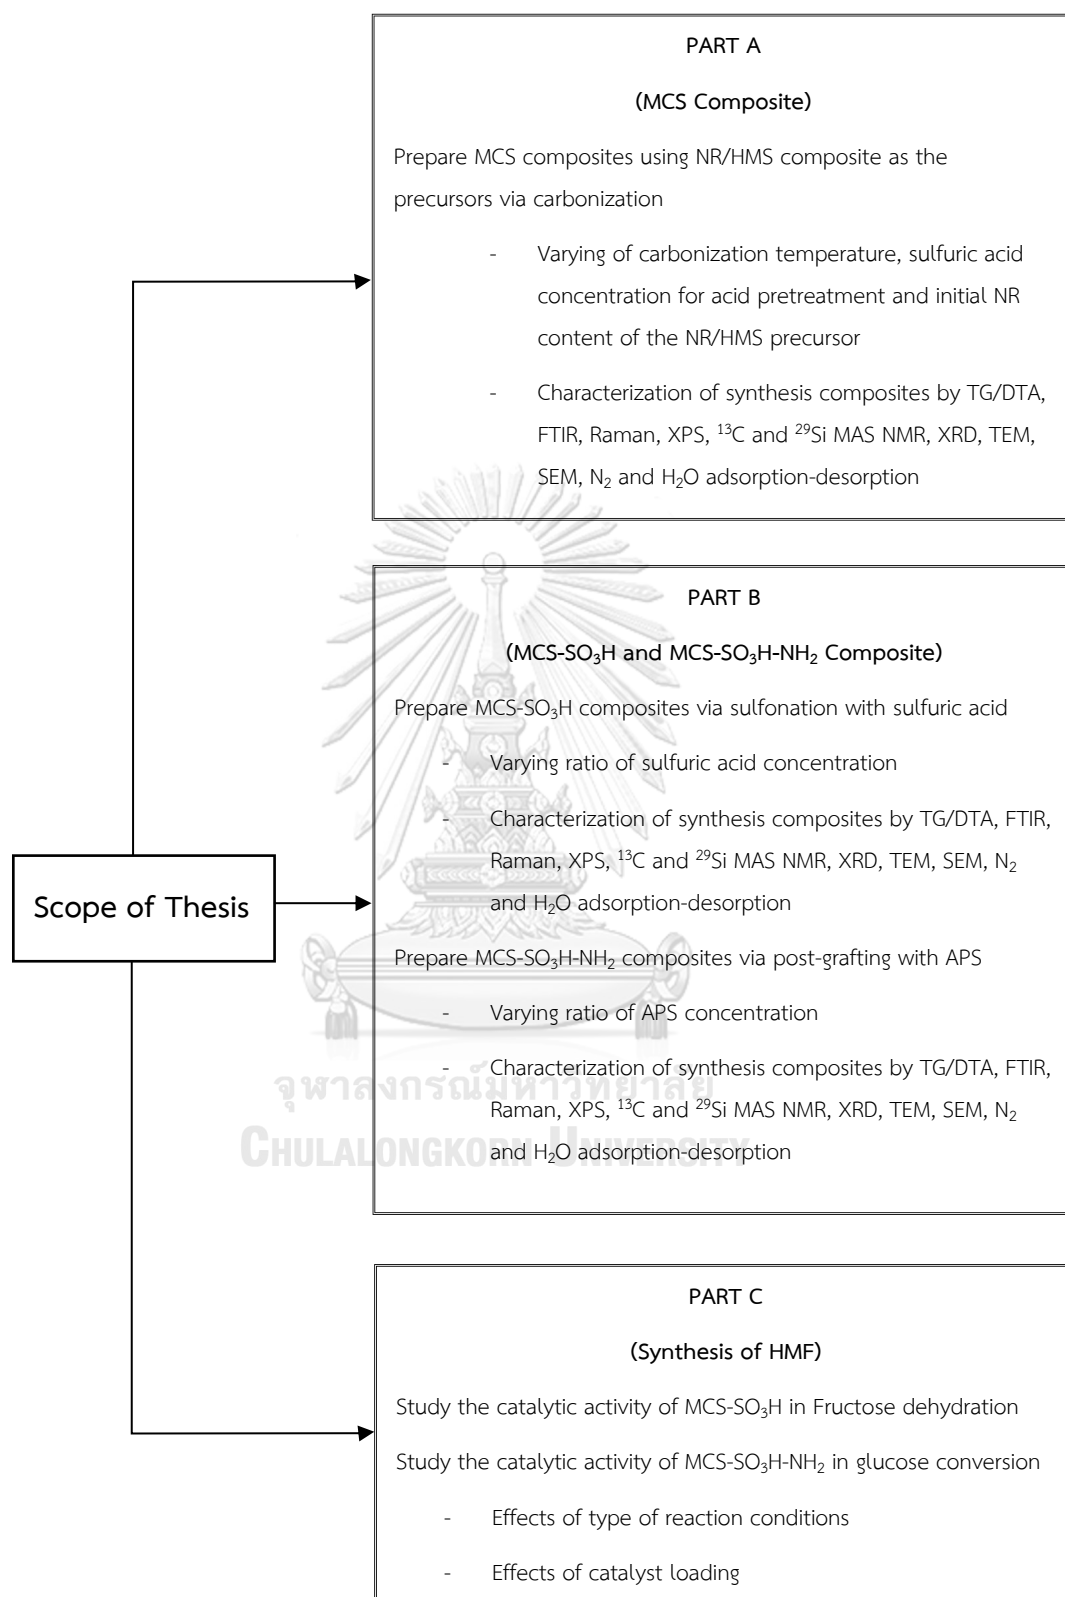 PART A
(MCS Composite)
Prepare MCS composites using NR/HMS composite as the
precursors via carbonization
- Varying of carbonization temperature, sulfuric acid
concentration for acid pretreatment and initial NR
content of the NR/HMS precursor
- Characterization of synthesis composites by TG/DTA,
FTIR, Raman, XPS, ¹³C and ²⁹Si MAS NMR, XRD, TEM,
SEM, N₂ and H₂O adsorption-desorption
PART B
(MCS-SO₃H and MCS-SO₃H-NH₂ Composite)
Prepare MCS-SO₃H composites via sulfonation with sulfuric acid
- Varying ratio of sulfuric acid concentration
- Characterization of synthesis composites by TG/DTA, FTIR,
Raman, XPS, ¹³C and ²⁹Si MAS NMR, XRD, TEM, SEM, N₂
and H₂O adsorption-desorption
Scope of Thesis
Prepare MCS-SO₃H-NH₂ composites via post-grafting with APS
- Varying ratio of APS concentration
- Characterization of synthesis composites by TG/DTA, FTIR,
Raman, XPS, ¹³C and ²⁹Si MAS NMR, XRD, TEM, SEM, N₂
and H₂O adsorption-desorption
จุฬาลงกรณ์มหาวิทยาลัย
CHULALONGKORN UNIVERSITY
PART C
(Synthesis of HMF)
Study the catalytic activity of MCS-SO₃H in Fructose dehydration
Study the catalytic activity of MCS-SO₃H-NH₂ in glucose conversion
- Effects of type of reaction conditions
- Effects of catalyst loading